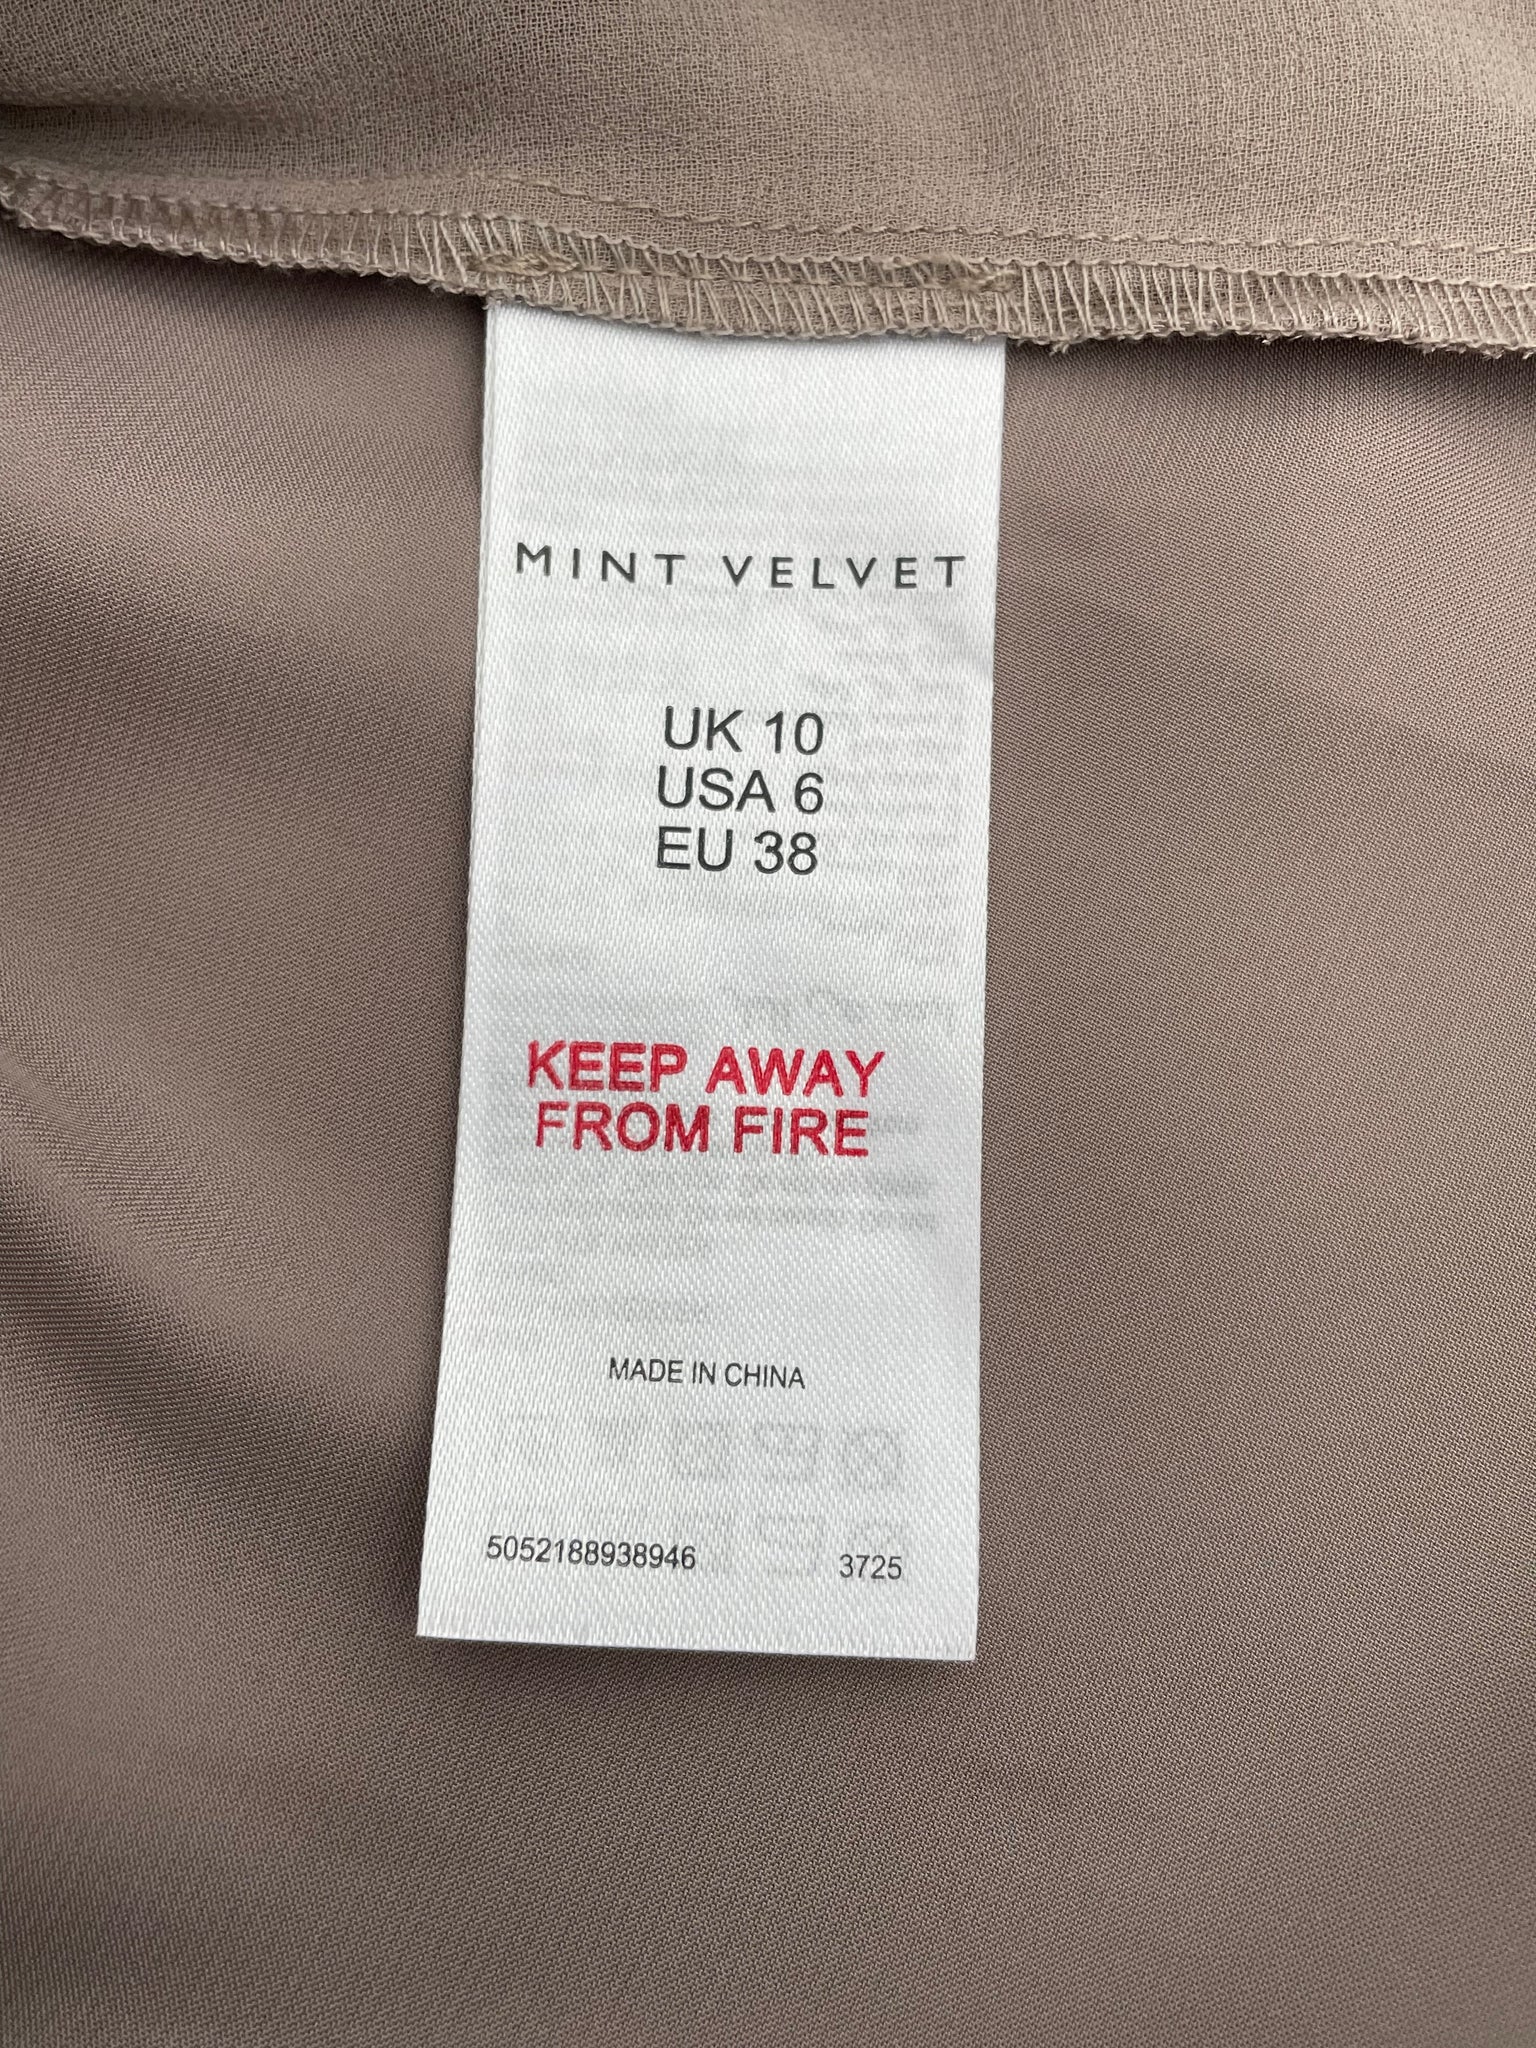 MINT VELVET
UK 10
USA 6
EU 38
KEEP AWAY
FROM FIRE
MADE IN CHINA
5052188938946 3725